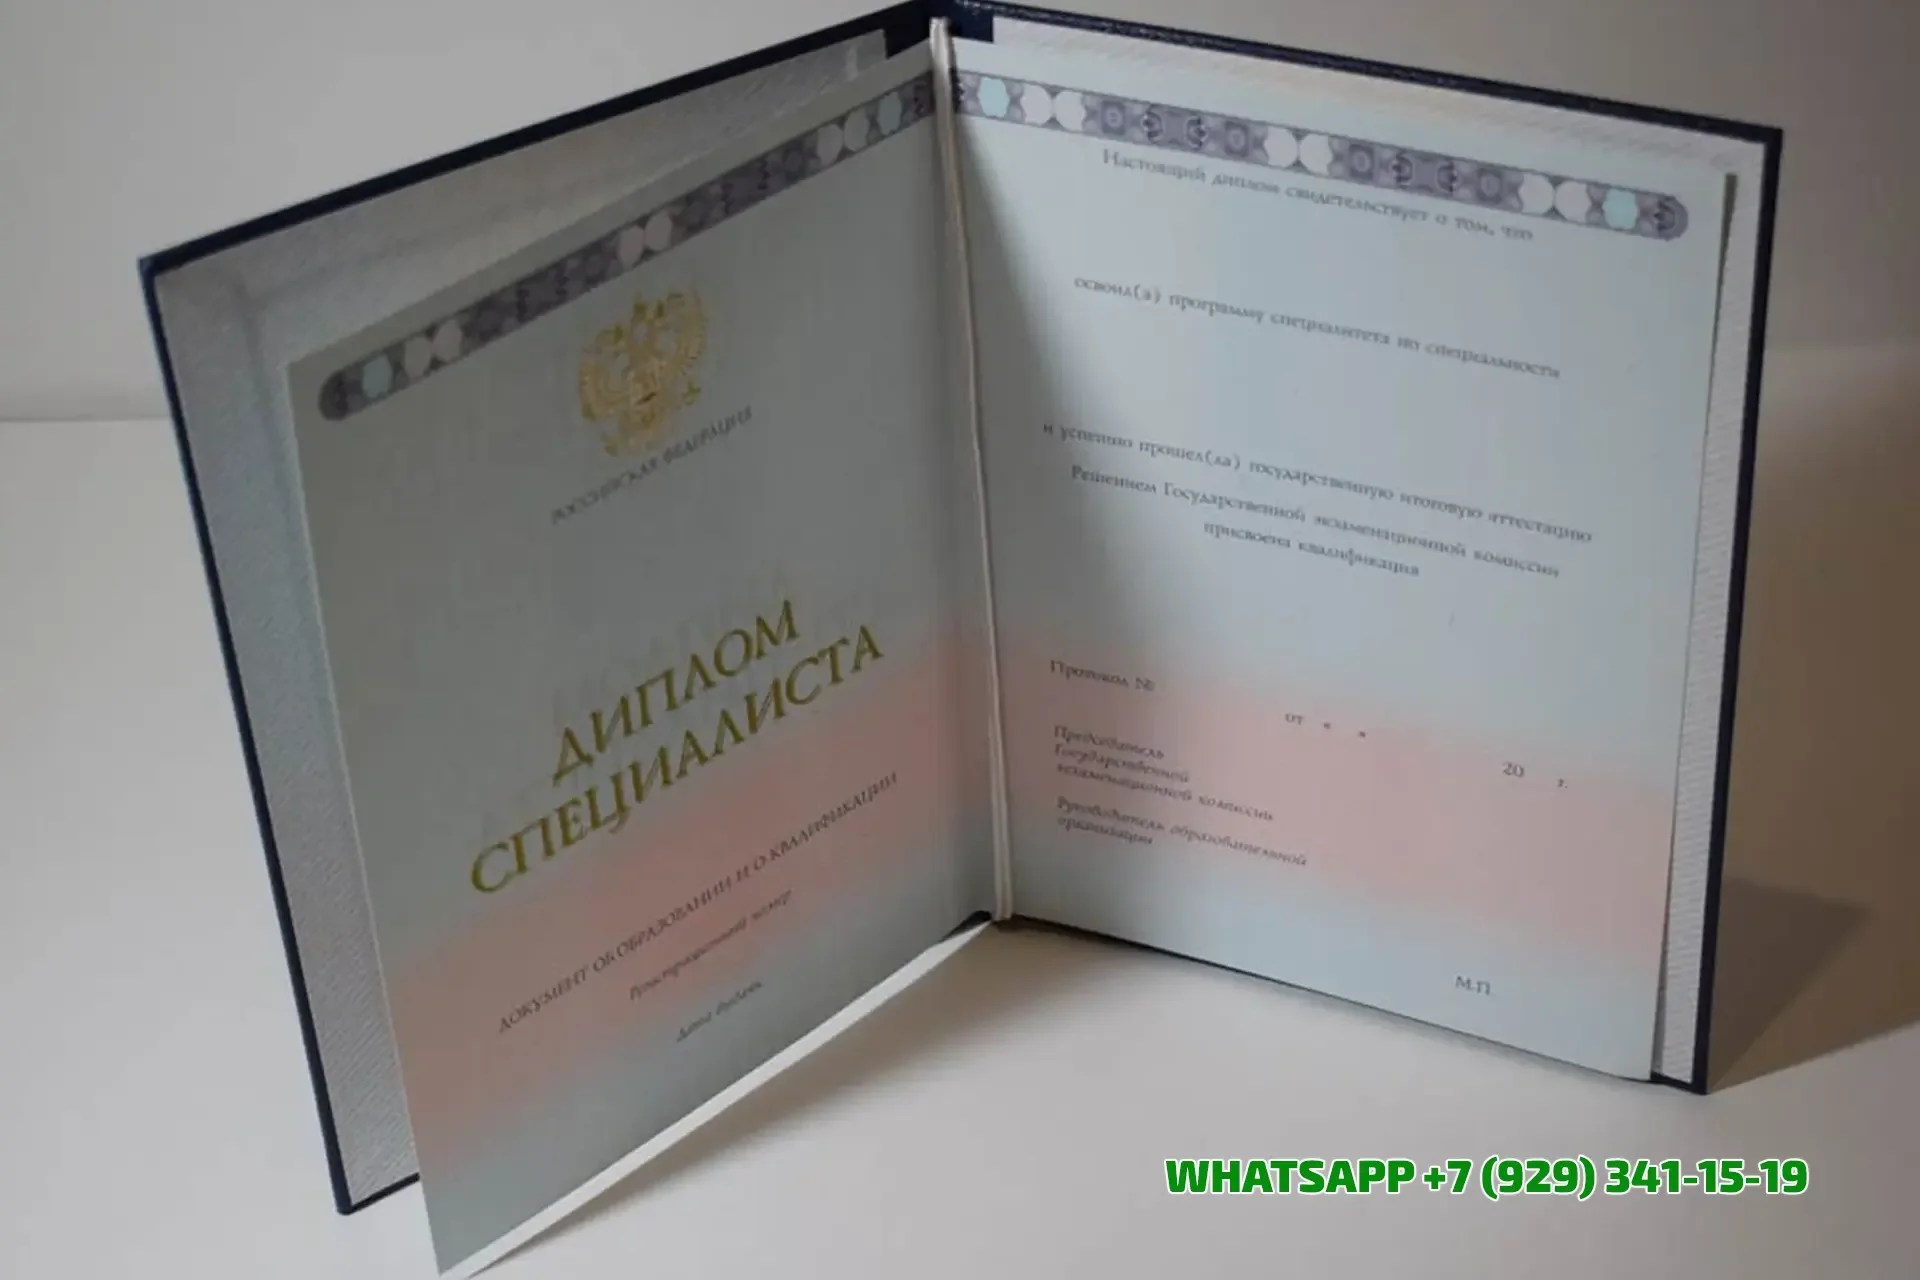 РОССИЙСКАЯ ФЕДЕРАЦИЯ
ДИПЛОМ
СПЕЦИАЛИСТА
ДОКУМЕНТ ОБ ОБРАЗОВАНИИ И О КВАЛИФИКАЦИИ
Регистрационный номер
Дата выдачи
Настоящий диплом свидетельствует о том, что
освоил(а) программу специалитета по специальности
и успешно прошел(ла) государственную итоговую аттестацию
Решением Государственной экзаменационной комиссии
присвоена квалификация
Протокол №
от « » 20 г.
Председатель
Государственной
экзаменационной комиссии
Руководитель образовательной
организации
М.П.
WHATSAPP +7 (929) 341-15-19